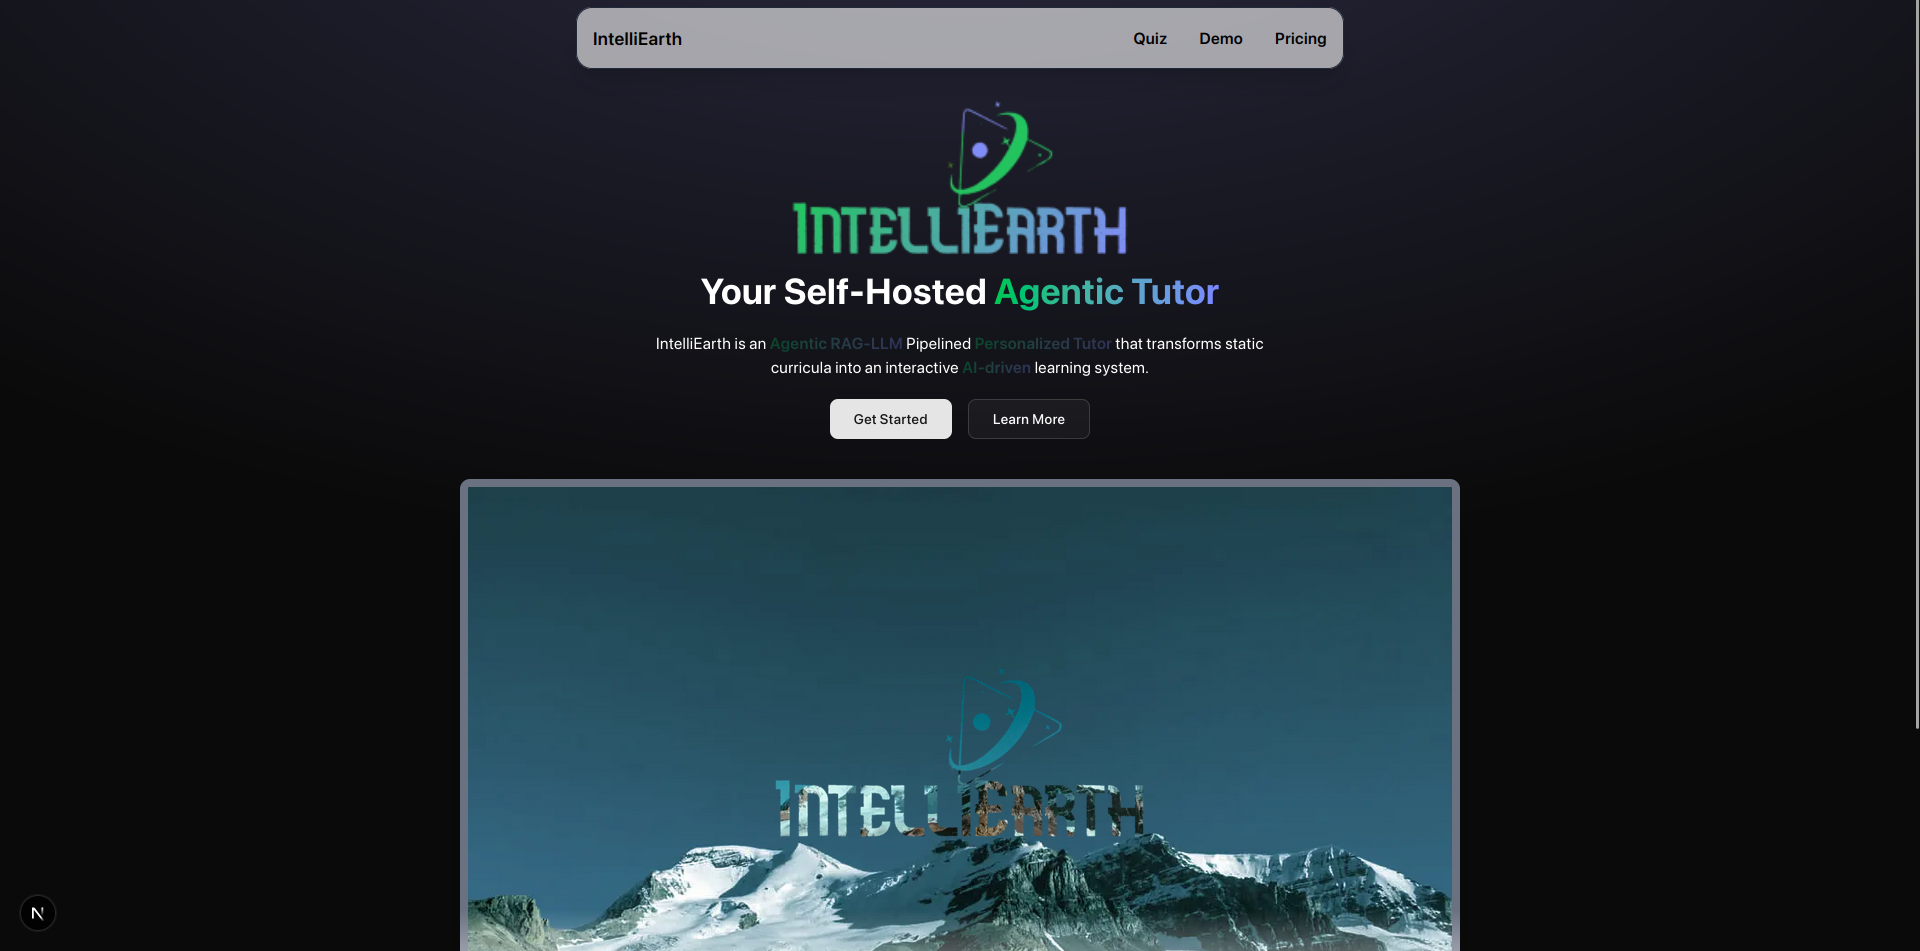 IntelliEarth
Quiz
Demo
Pricing
INTELLIEARTH
Your Self-Hosted Agentic Tutor
IntelliEarth is an Agentic RAG-LLM Pipelined Personalized Tutor that transforms static
curricula into an interactive AI-driven learning system.
Get Started
Learn More
INTELLIEARTH
N